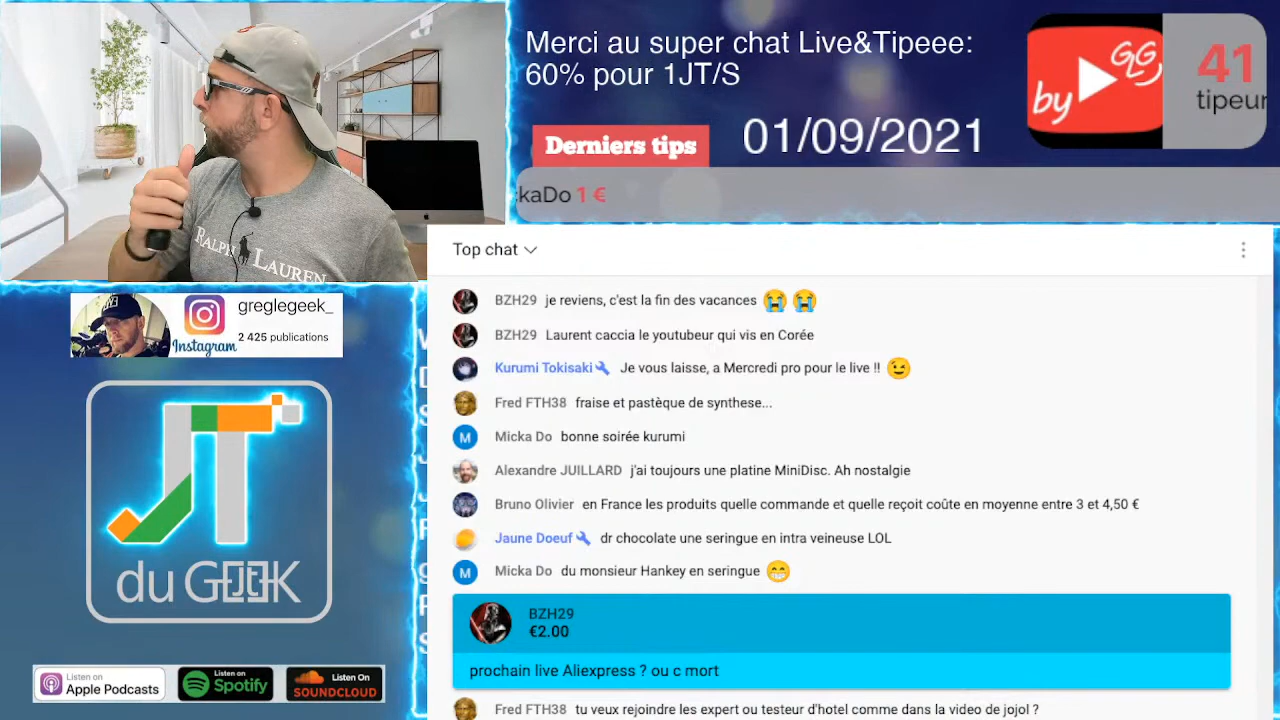 Merci au super chat Live&Tipeee:
60% pour 1JT/S
by GLG
41
tipeur
Derniers tips
01/09/2021
kaDo 1 €
RALPH LAUREN
greglegeek_
2 425 publications
Instagram
JT
du GEEK
Listen on
Apple Podcasts
Listen on
Spotify
Listen On
SOUNDCLOUD
Top chat
BZH29 je reviens, c'est la fin des vacances
BZH29 Laurent caccia le youtubeur qui vis en Corée
Kurumi Tokisaki Je vous laisse, a Mercredi pro pour le live !!
Fred FTH38 fraise et pastèque de synthese...
M Micka Do bonne soirée kurumi
Alexandre JUILLARD j'ai toujours une platine MiniDisc. Ah nostalgie
Bruno Olivier en France les produits quelle commande et quelle reçoit coûte en moyenne entre 3 et 4,50 €
Jaune Doeuf dr chocolate une seringue en intra veineuse LOL
M Micka Do du monsieur Hankey en seringue
BZH29
€2.00
prochain live Aliexpress ? ou c mort
Fred FTH38 tu veux rejoindre les expert ou testeur d'hotel comme dans la video de jojol ?